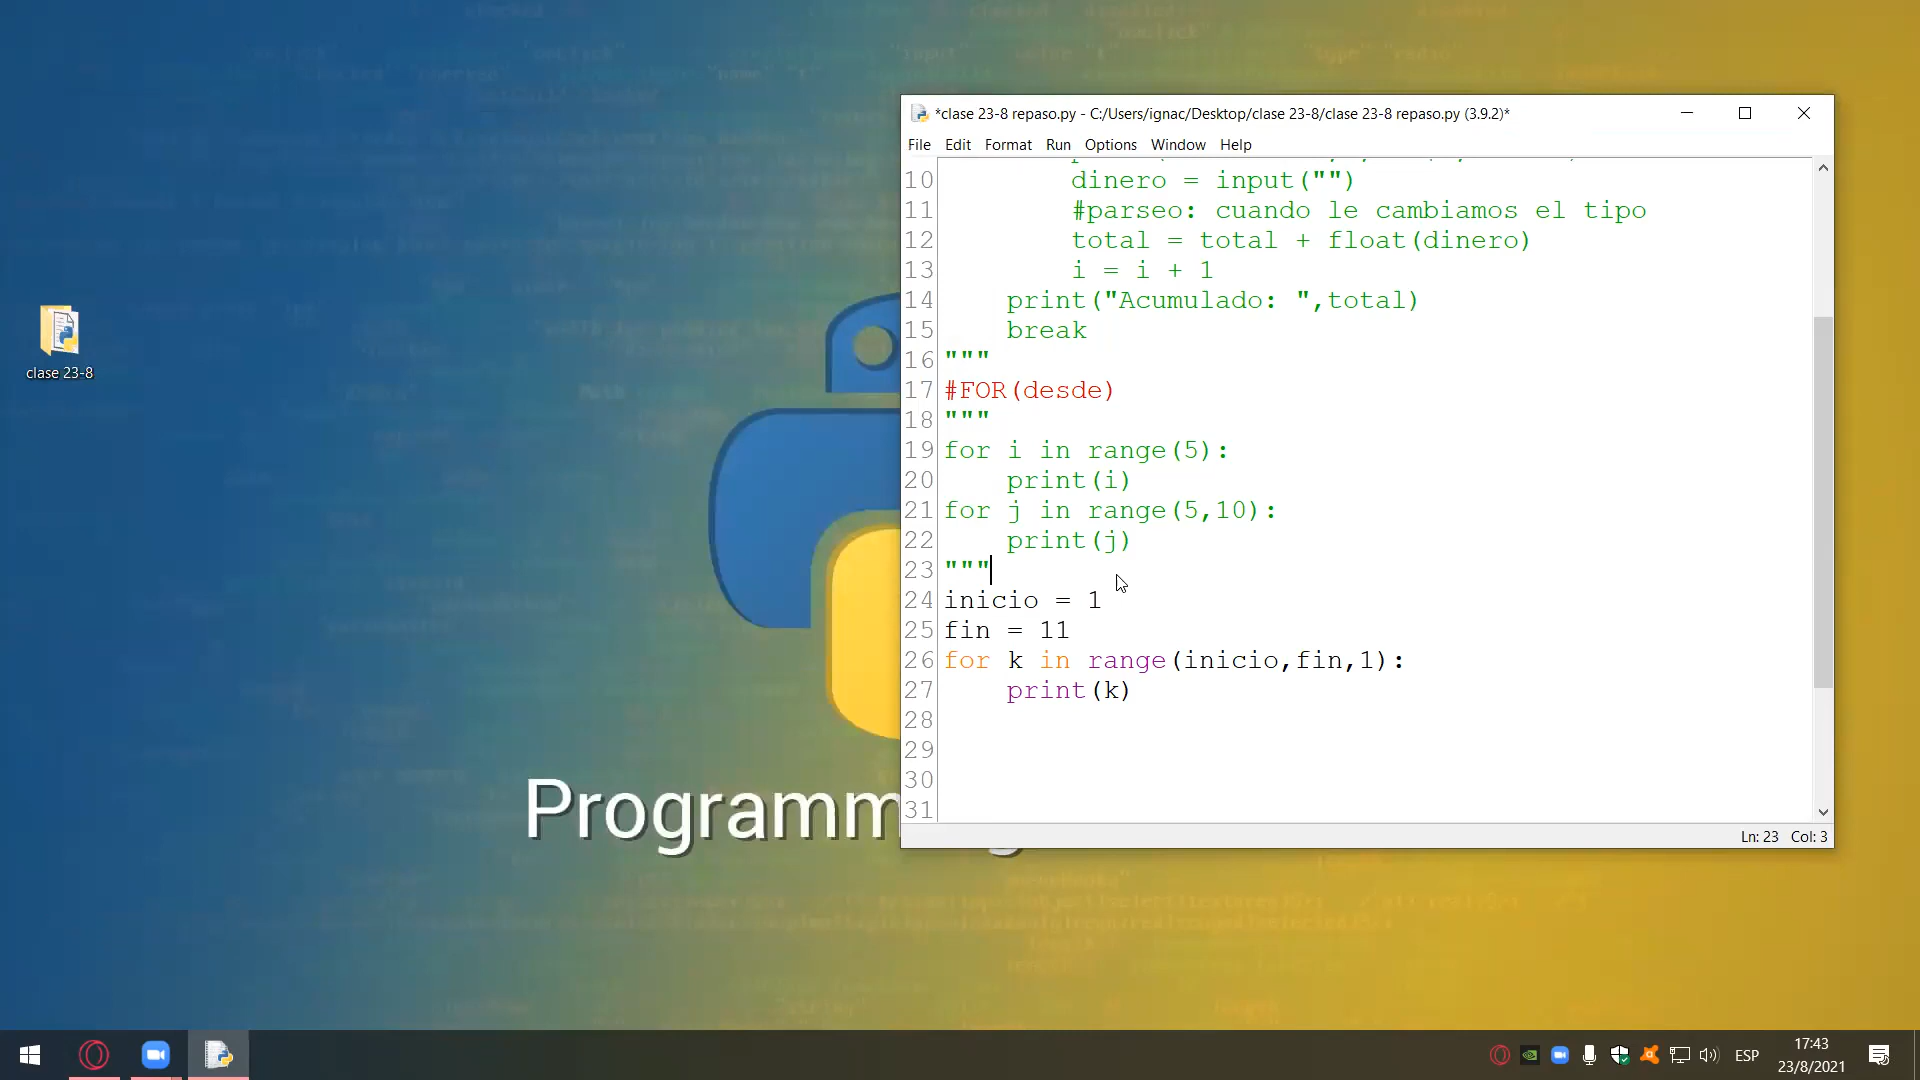 *clase 23-8 repaso.py - C:/Users/ignac/Desktop/clase 23-8/clase 23-8 repaso.py (3.9.2)*
File Edit Format Run Options Window Help
10 dinero = input("")
11 #parseo: cuando le cambiamos el tipo
12 total = total + float(dinero)
13 i = i + 1
14 print("Acumulado: ",total)
15 break
16 """
17 #FOR(desde)
18 """
19 for i in range(5):
20 print(i)
21 for j in range(5,10):
22 print(j)
23 """
24 inicio = 1
25 fin = 11
26 for k in range(inicio,fin,1):
27 print(k)
28
29
30
31
Ln: 23 Col: 3
clase 23-8
Programm
ESP
17:43
23/8/2021